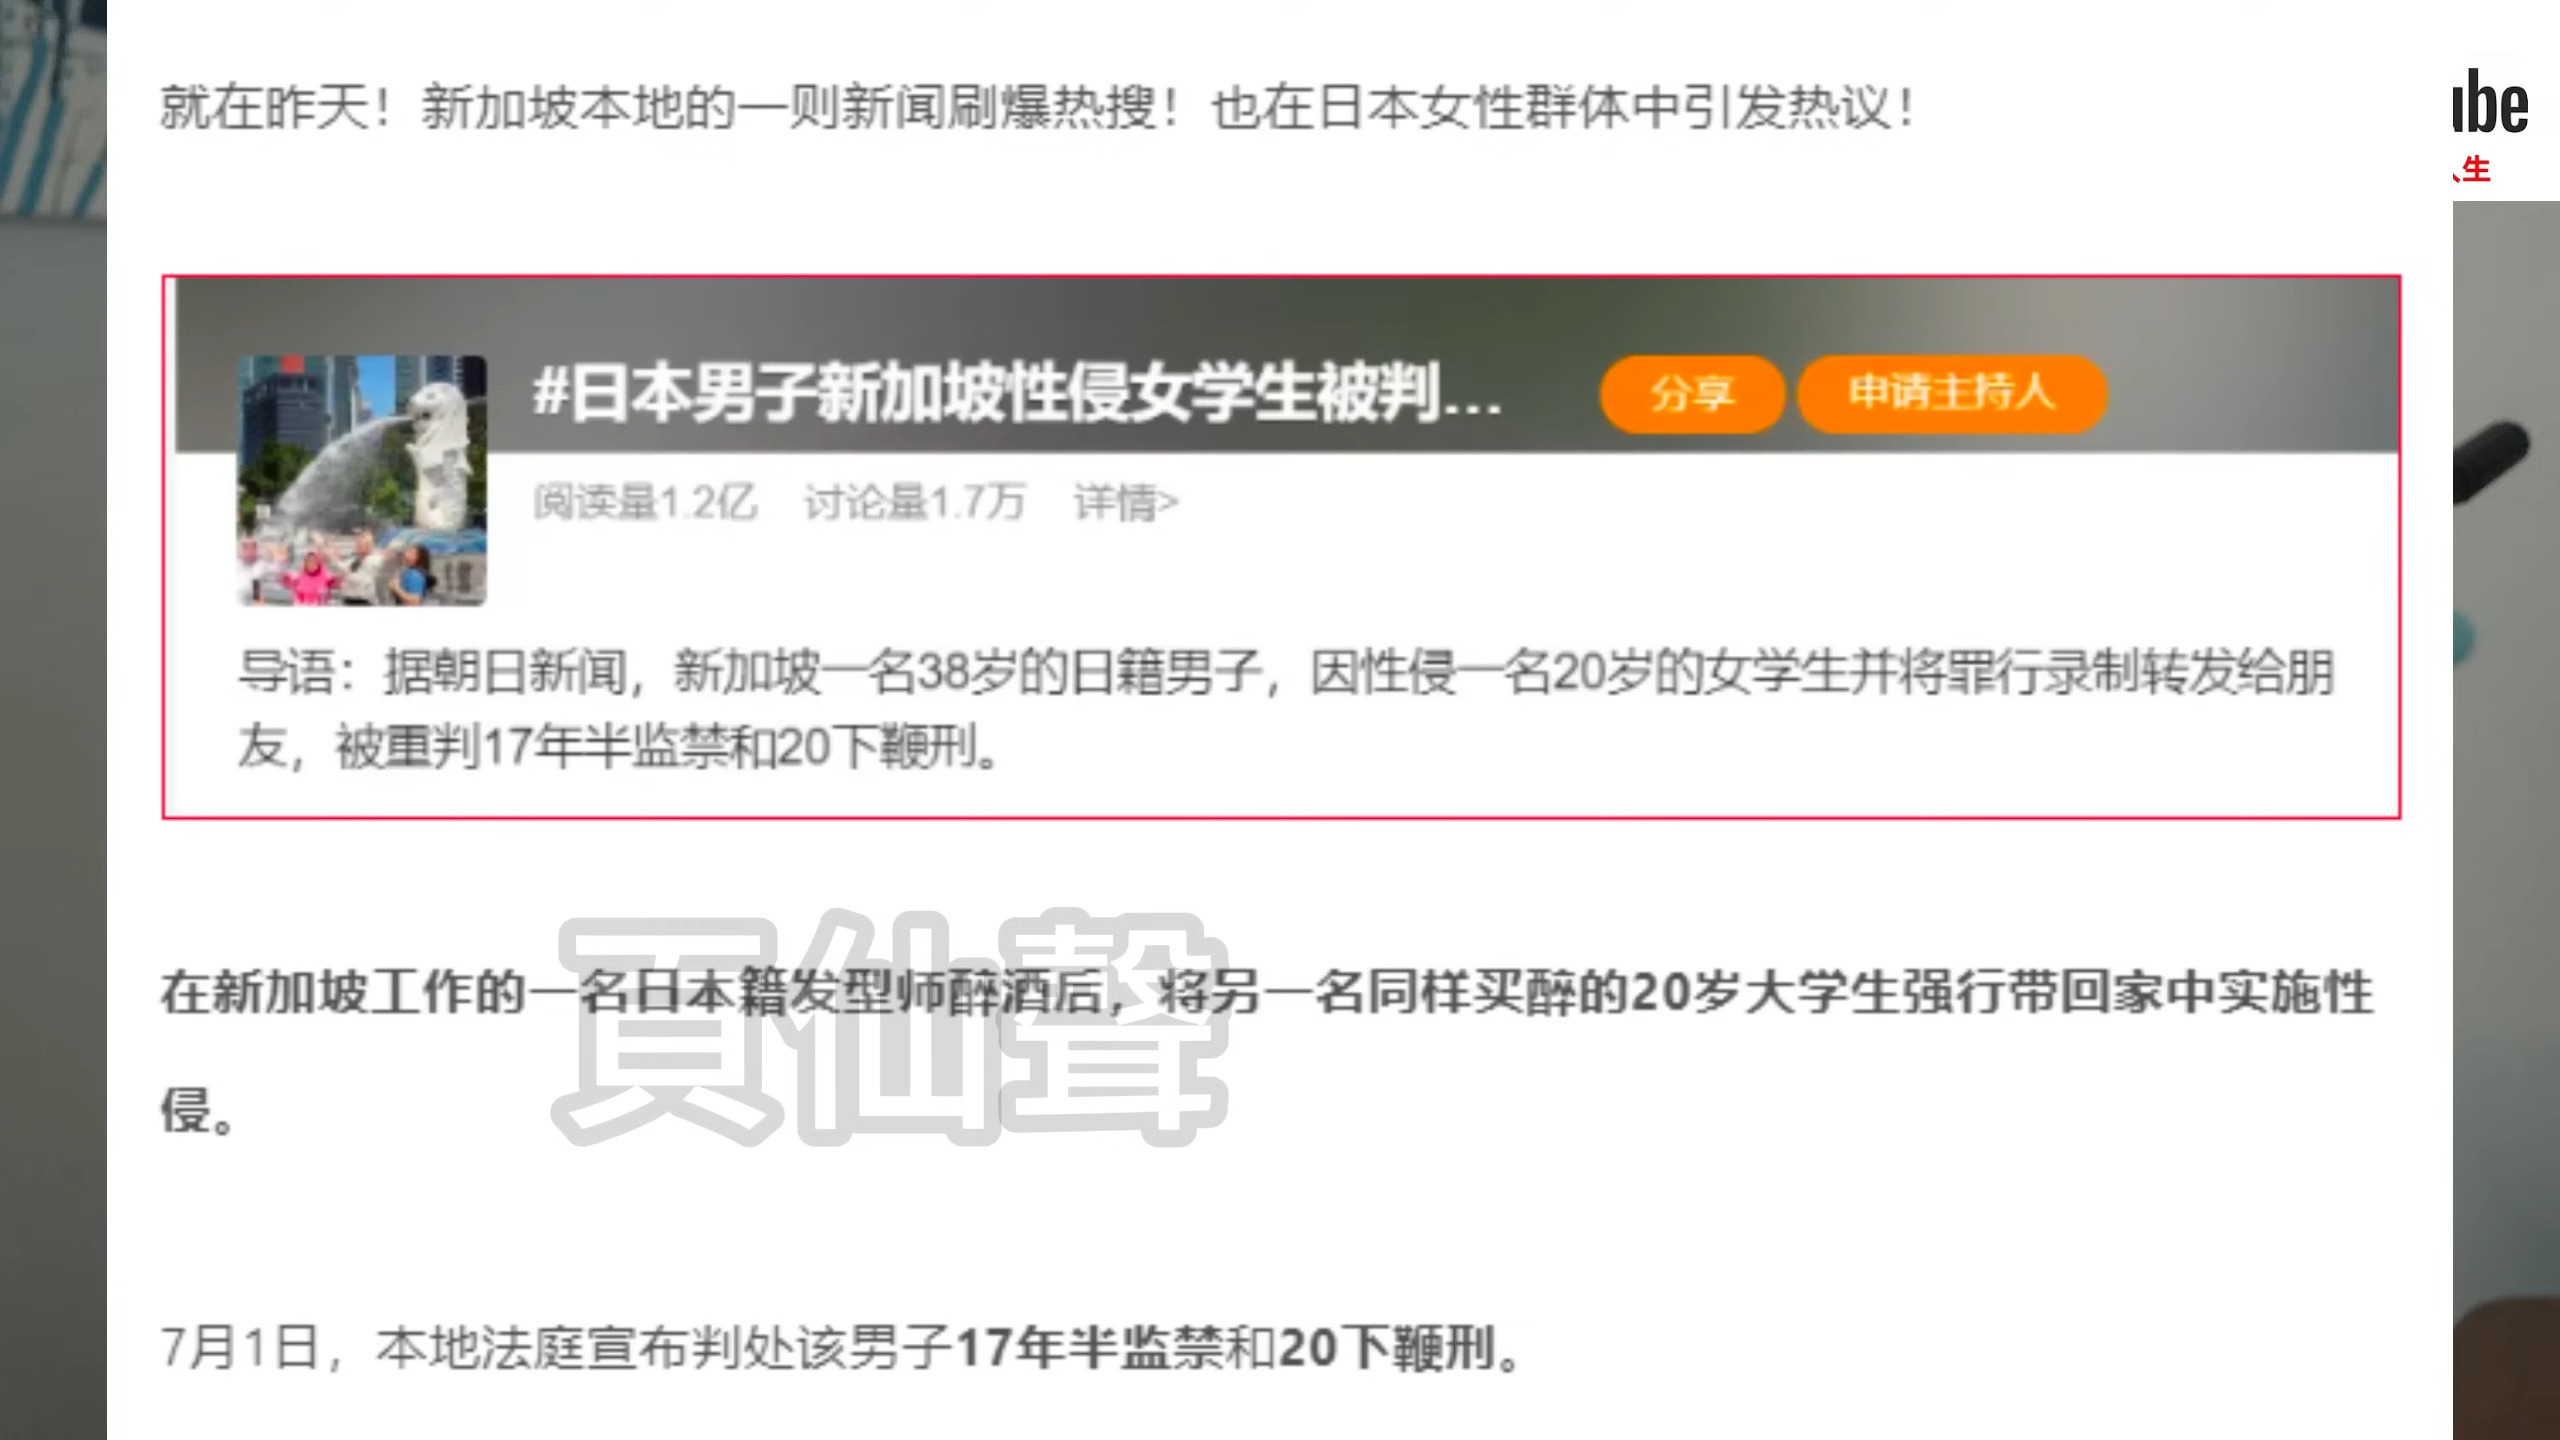 就在昨天！新加坡本地的一则新闻刷爆热搜！也在日本女性群体中引发热议！
ube
人生
#日本男子新加坡性侵女学生被判...
分享
申请主持人
阅读量1.2亿 讨论量1.7万 详情>
导语：据朝日新闻，新加坡一名38岁的日籍男子，因性侵一名20岁的女学生并将罪行录制转发给朋
友，被重判17年半监禁和20下鞭刑。
頁仙聲
在新加坡工作的一名日本籍发型师醉酒后，将另一名同样买醉的20岁大学生强行带回家中实施性
侵。
7月1日，本地法庭宣布判处该男子17年半监禁和20下鞭刑。